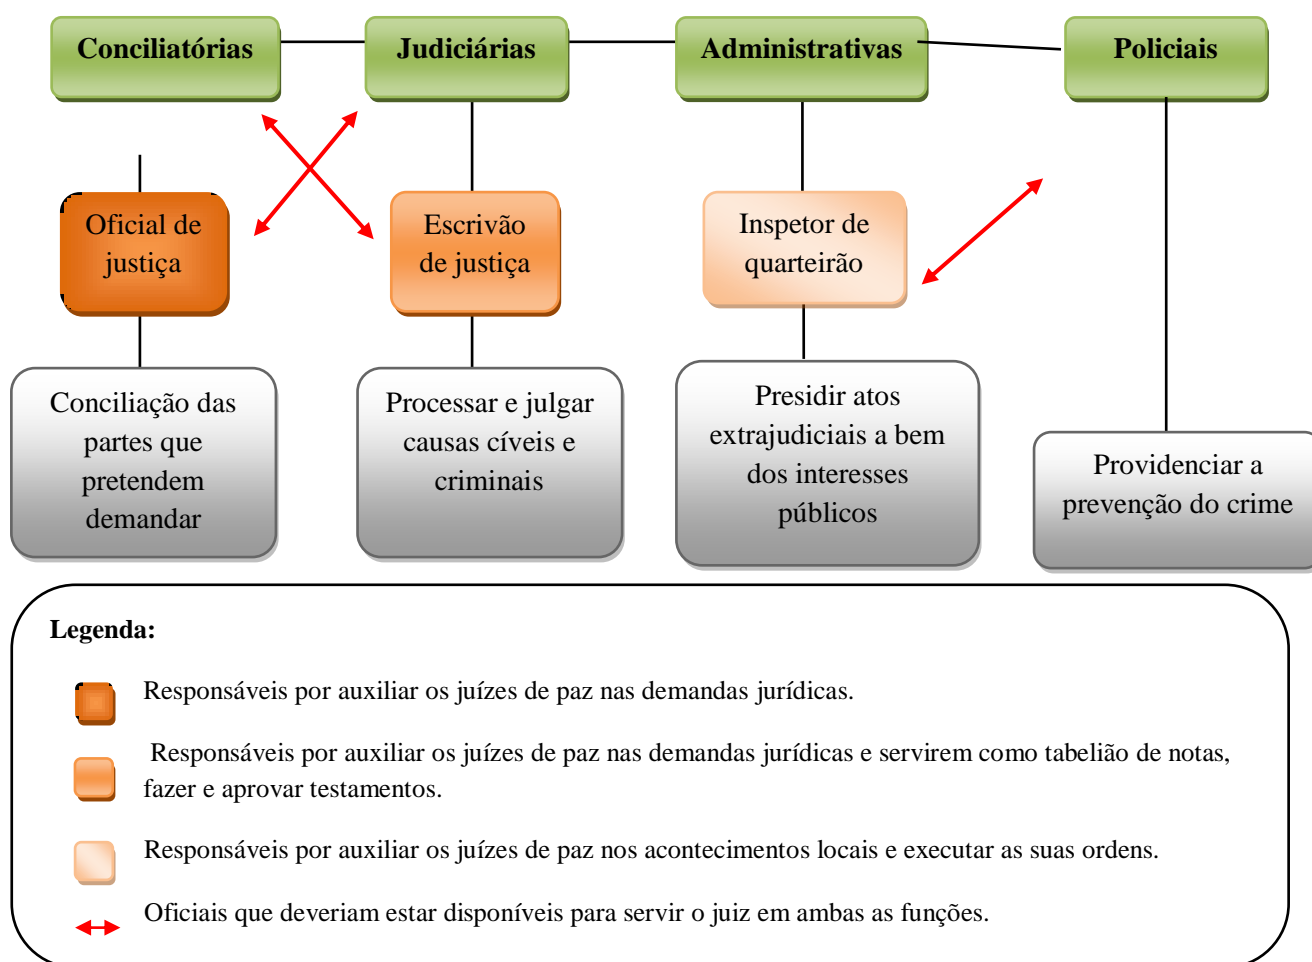 Conciliatórias
Judiciárias
Administrativas
Policiais
Oficial de
justiça
Escrivão
de justiça
Inspetor de
quarteirão
Conciliação das
partes que
pretendem
demandar
Processar e julgar
causas cíveis e
criminais
Presidir atos
extrajudiciais a bem
dos interesses
públicos
Providenciar a
prevenção do crime
Legenda:
Responsáveis por auxiliar os juízes de paz nas demandas jurídicas.
Responsáveis por auxiliar os juízes de paz nas demandas jurídicas e servirem como tabelião de notas,
fazer e aprovar testamentos.
Responsáveis por auxiliar os juízes de paz nos acontecimentos locais e executar as suas ordens.
Oficiais que deveriam estar disponíveis para servir o juiz em ambas as funções.